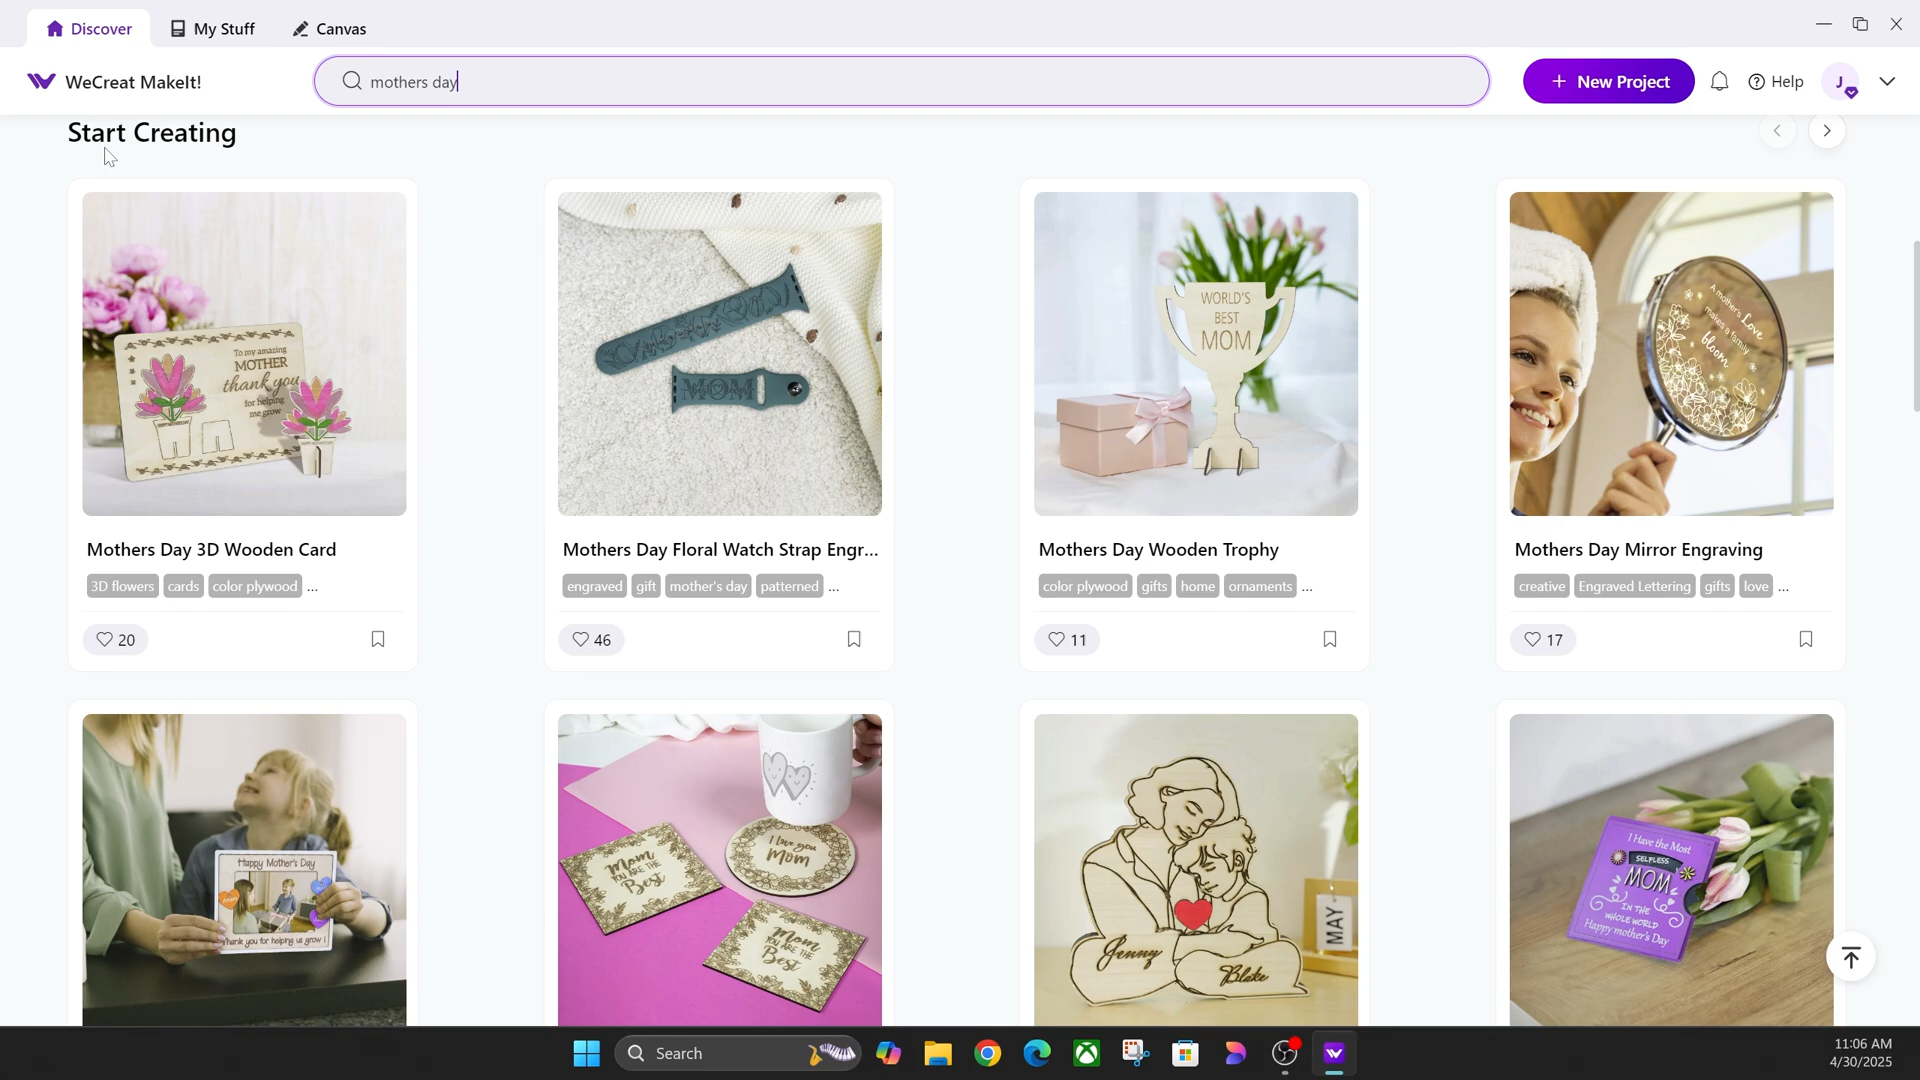 Discover
My Stuff
Canvas
WeCreat MakeIt!
mothers day
New Project
Help
J
Start Creating
To my amazing
MOTHER
thank you
for helping
me grow
MOM
WORLD'S
BEST
MOM
A mother's Love
makes a family
bloom
Mothers Day 3D Wooden Card
Mothers Day Floral Watch Strap Engr...
Mothers Day Wooden Trophy
Mothers Day Mirror Engraving
3D flowers cards color plywood ...
engraved gift mother's day patterned ...
color plywood gifts home ornaments ...
creative Engraved Lettering gifts love ...
20
46
11
17
Happy Mother's Day
Thank you for helping us grow !
Mom
YOU ARE THE
Best
I love you
Mom
Mom
YOU ARE THE
Best
Jenny
Blake
MAY
I Have the Most
SELFLESS
MOM
IN THE
WHOLE WORLD
Happy mother's Day
Search
11:06 AM
4/30/2025